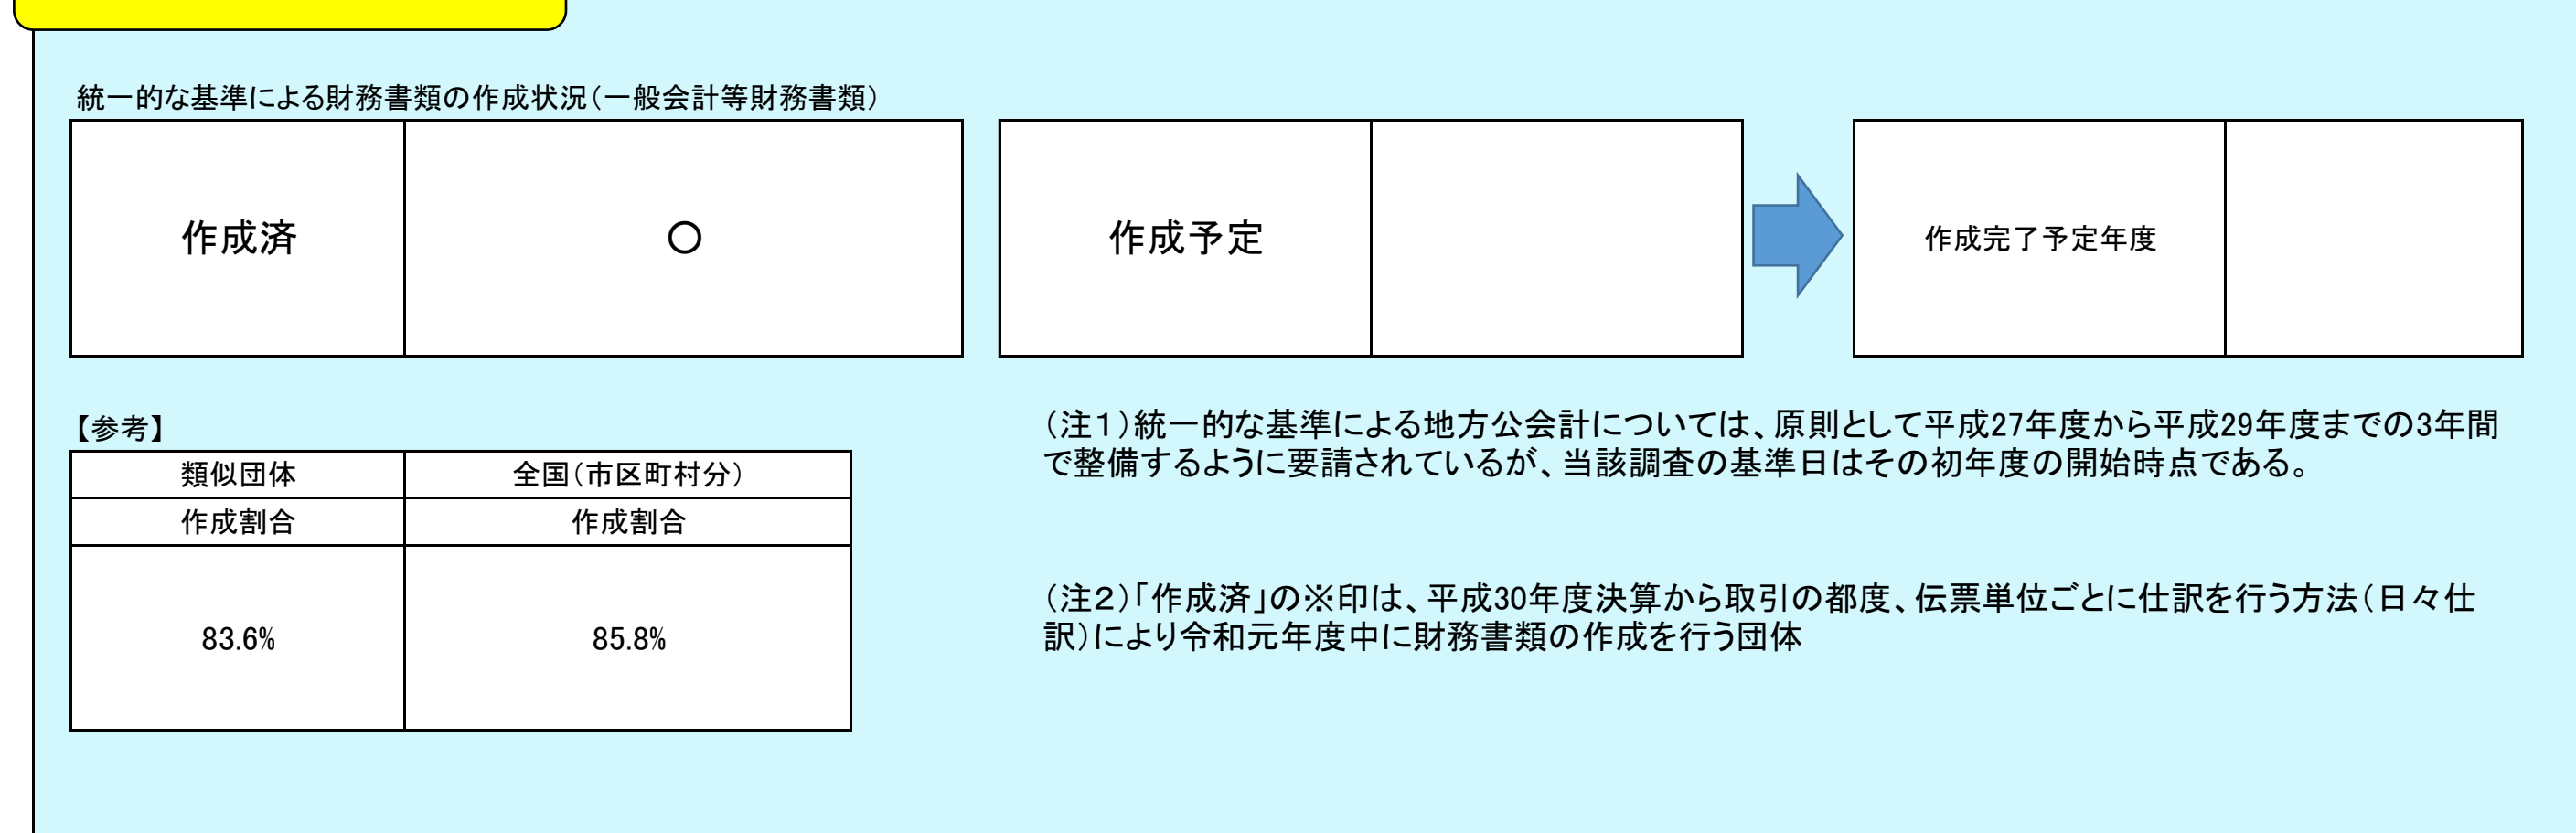 統一的な基準による財務書類の作成状況（一般会計等財務書類）
作成済
○
作成予定
作成完了予定年度
【参考】
類似団体
全国（市区町村分）
作成割合
作成割合
83.6%
85.8%
（注１）統一的な基準による地方公会計については、原則として平成27年度から平成29年度までの3年間
で整備するように要請されているが、当該調査の基準日はその初年度の開始時点である。
（注２）「作成済」の※印は、平成30年度決算から取引の都度、伝票単位ごとに仕訳を行う方法（日々仕
訳）により令和元年度中に財務書類の作成を行う団体